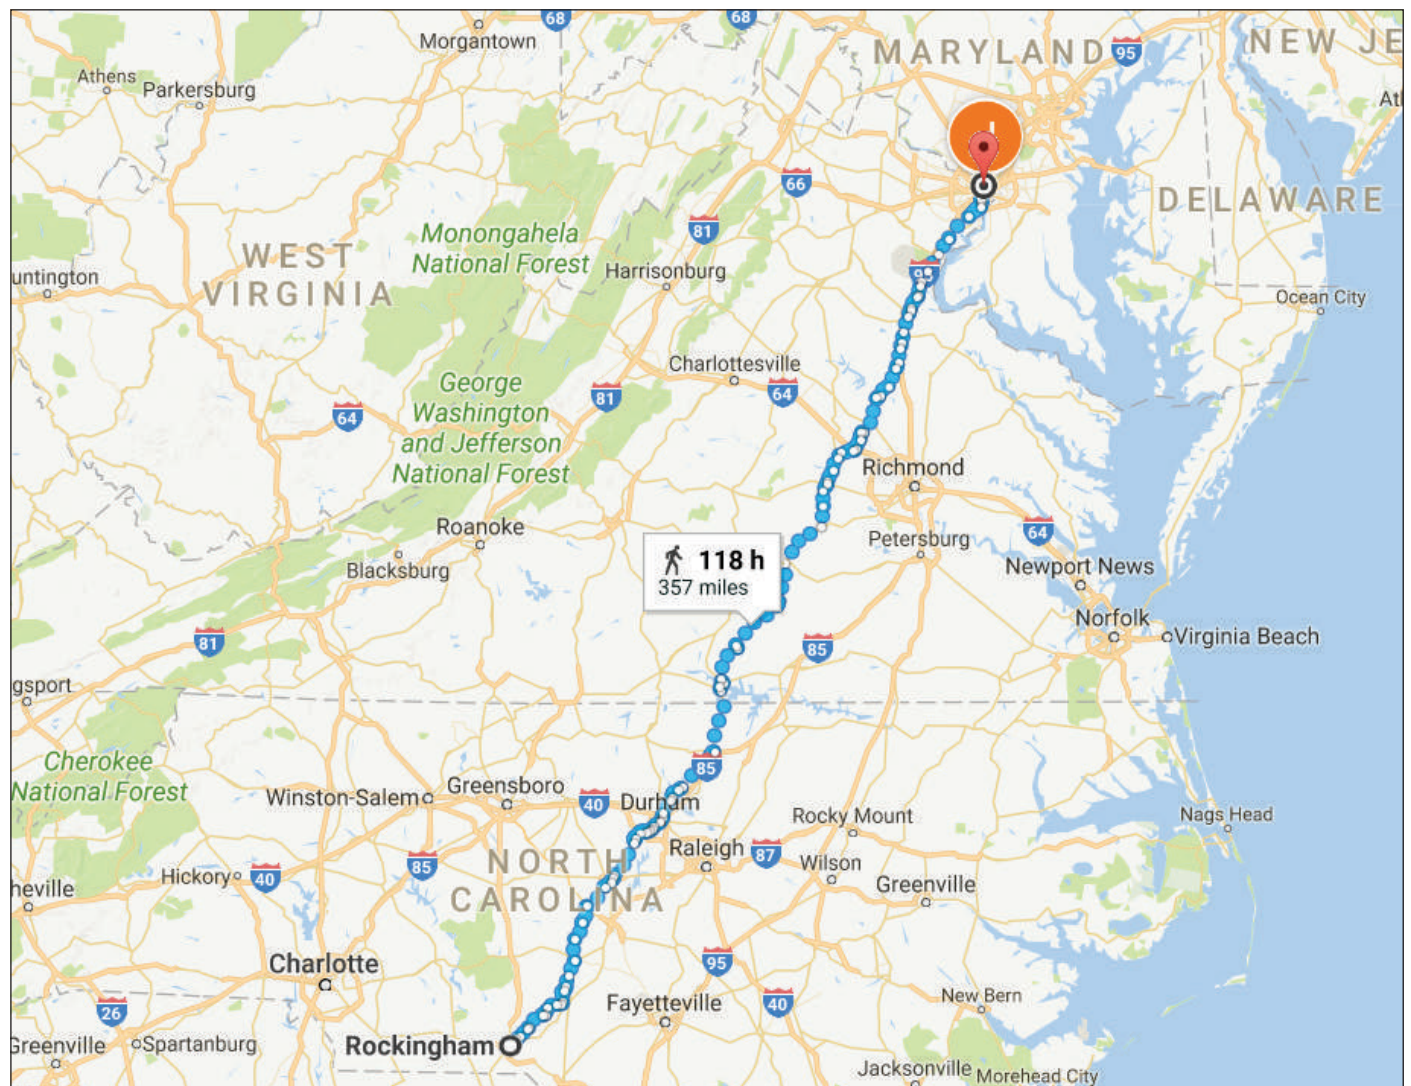 68
68
Morgantown
MARYLAND
95
NEW JE
Athens
Parkersburg
Atl
66
DELAWARE
81
Monongahela
National Forest
WEST
VIRGINIA
Harrisonburg
untington
Ocean City
Charlottesville
64
George
Washington
and Jefferson
National Forest
81
64
Richmond
Roanoke
64
Petersburg
118 h
357 miles
Blacksburg
Newport News
Norfolk
Virginia Beach
81
85
gsport
Cherokee
National Forest
85
Greensboro
Winston-Salem
40
Durham
Rocky Mount
Nags Head
Raleigh
87
NORTH
CAROLINA
85
Wilson
Hickory
40
Greenville
heville
Charlotte
95
New Bern
Fayetteville
40
26
Rockingham
Greenville
Spartanburg
Jacksonville
Morehead City